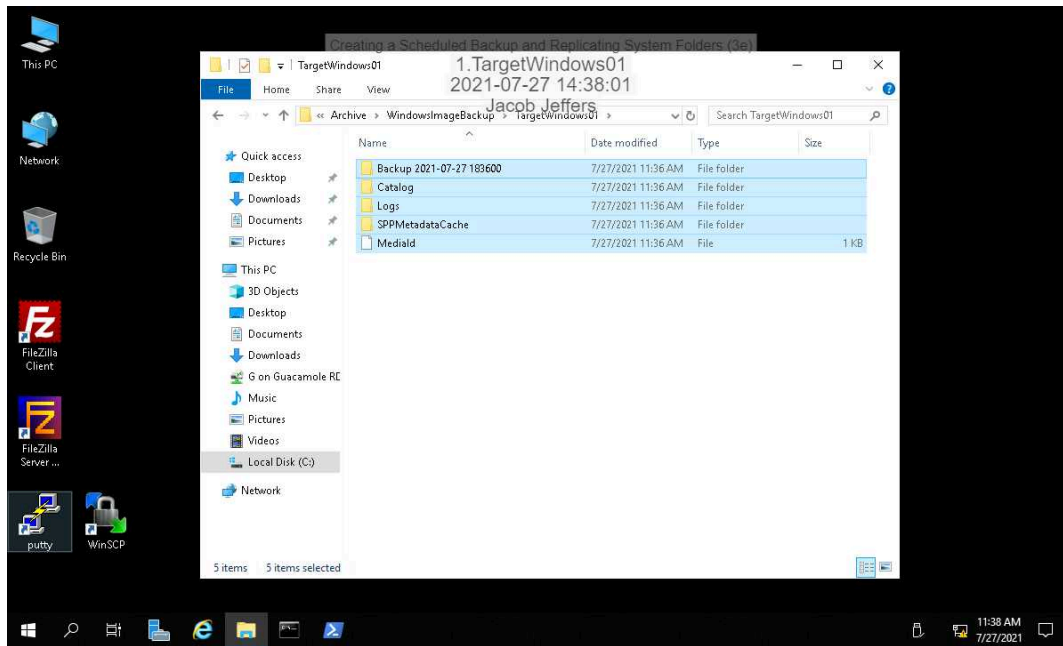 This PC
Network
Recycle Bin
FileZilla
Client
FileZilla
Server ...
putty
WinSCP
Creating a Scheduled Backup and Replicating System Folders (3e)
1.TargetWindows01
2021-07-27 14:38:01
Jacob Jeffers
TargetWindows01
File Home Share View
« Archive › WindowsImageBackup › TargetWindows01 ›
Search TargetWindows01
Name Date modified Type Size
Quick access
Desktop
Downloads
Documents
Pictures
This PC
3D Objects
Desktop
Documents
Downloads
G on Guacamole RD
Music
Pictures
Videos
Local Disk (C:)
Network
Backup 2021-07-27 183600 7/27/2021 11:36 AM File folder
Catalog 7/27/2021 11:36 AM File folder
Logs 7/27/2021 11:36 AM File folder
SPPMetadataCache 7/27/2021 11:36 AM File folder
MediaId 7/27/2021 11:36 AM File 1 KB
5 items 5 items selected
11:38 AM
7/27/2021